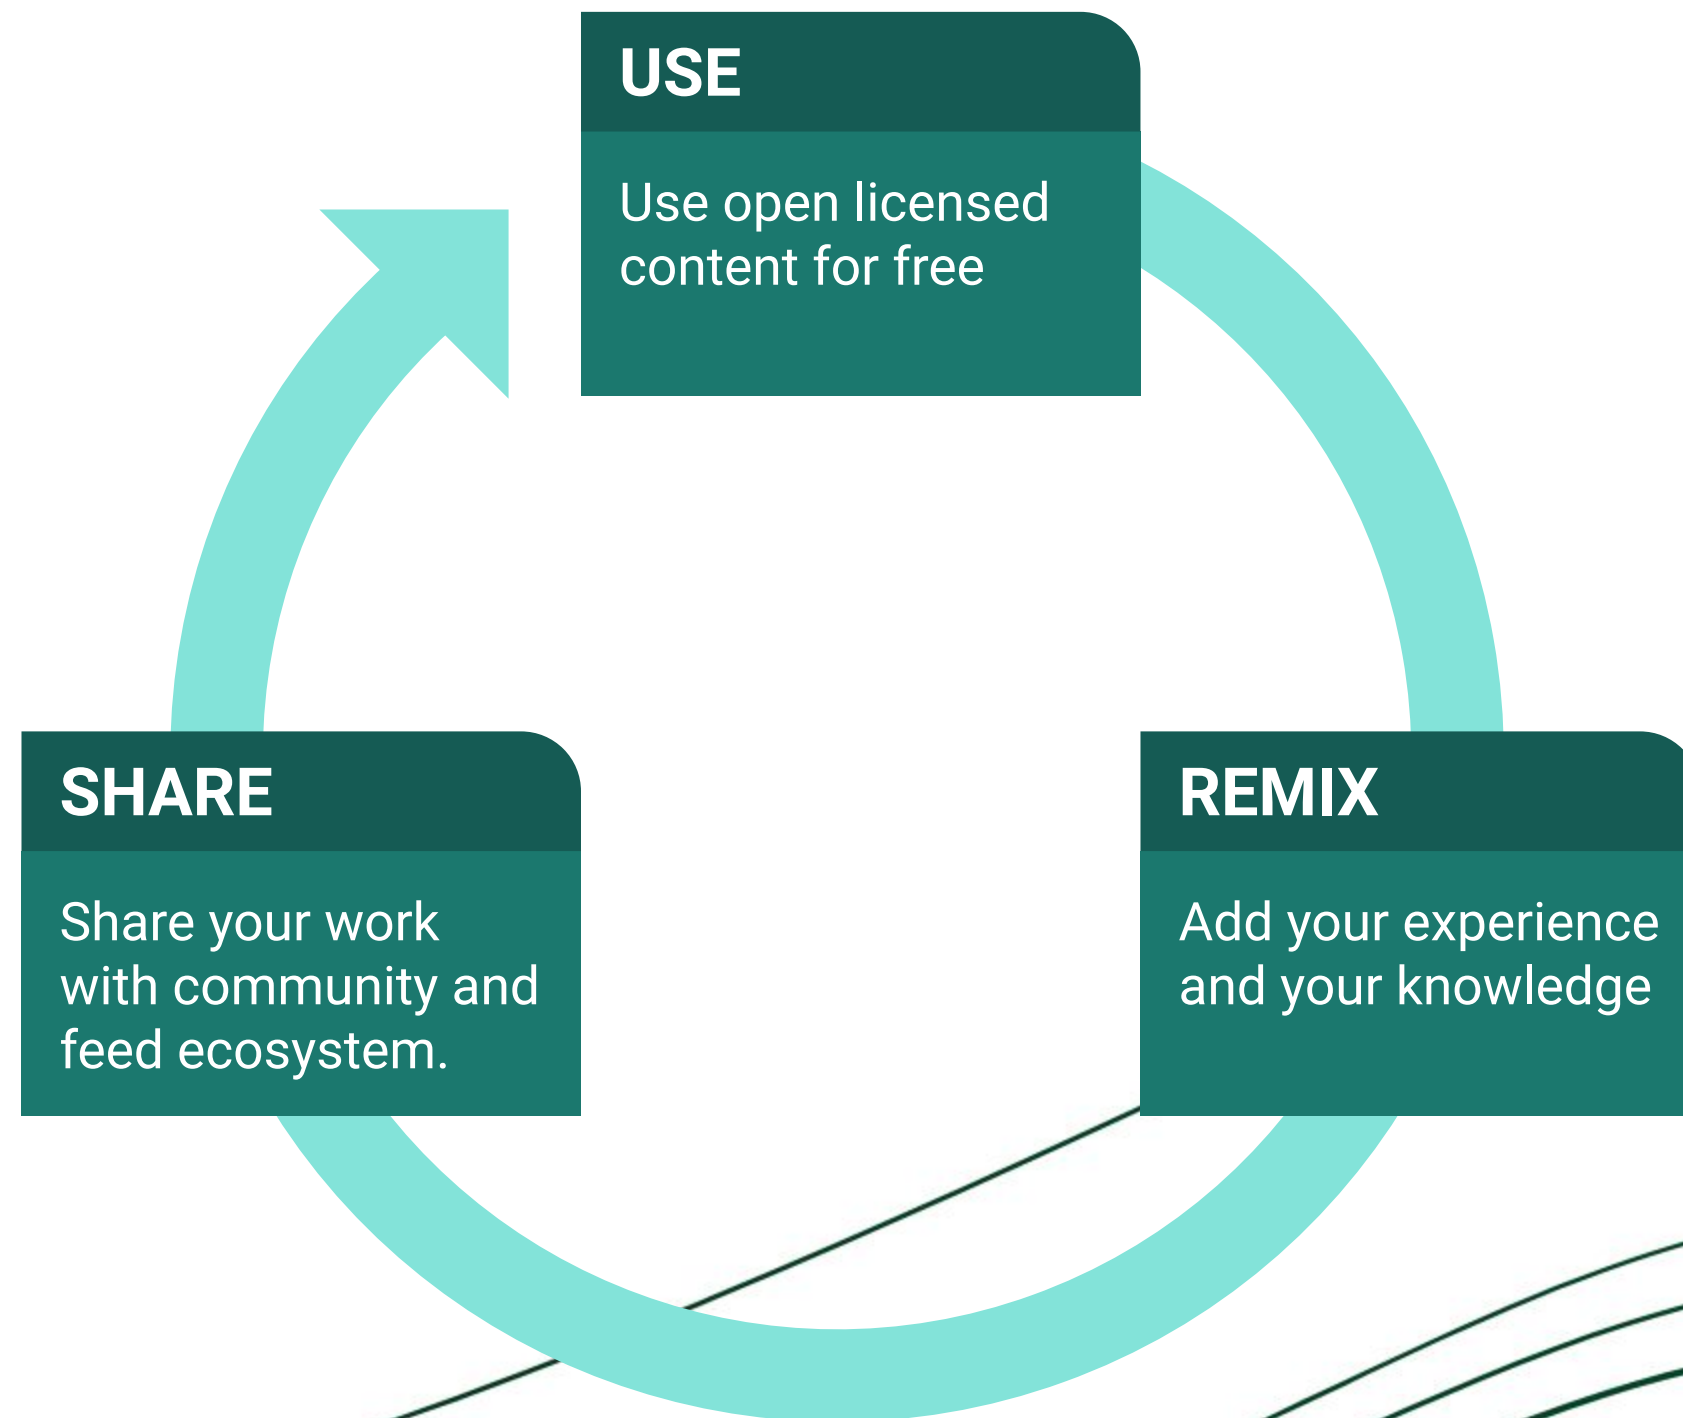 USE
Use open licensed
content for free
REMIX
Add your experience
and your knowledge
SHARE
Share your work
with community and
feed ecosystem.